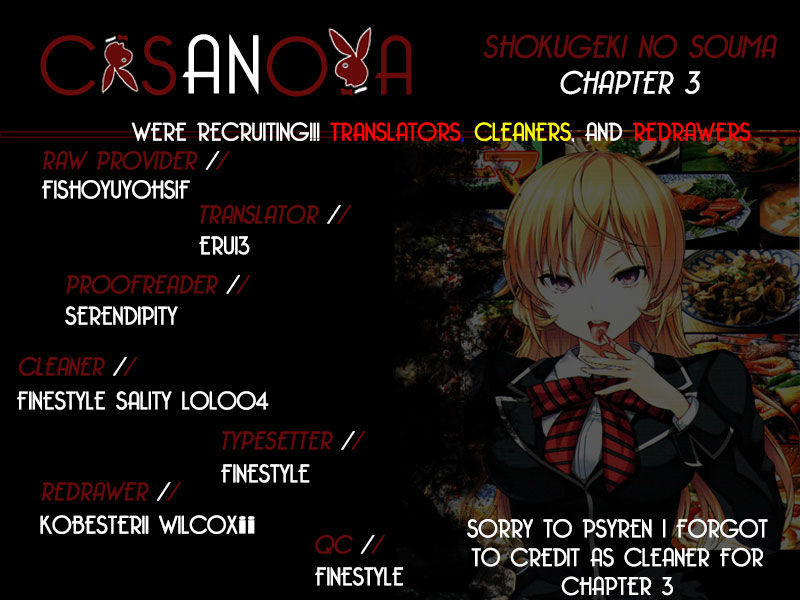 CASANOVA
SHOKUGEKI NO SOUMA
CHAPTER 3
WERE RECRUITING!!! TRANSLATORS, CLEANERS, AND REDRAWERS
RAW PROVIDER //
FISHOYUYOHSIF
TRANSLATOR //
ERUI3
PROOFREADER //
SERENDIPITY
CLEANER //
FINESTYLE SALITY LOLOO4
TYPESETTER //
FINESTYLE
REDRAWER //
KOBESTERII WILCOXiii
QC //
FINESTYLE
SORRY TO PSYREN I FORGOT
TO CREDIT AS CLEANER FOR
CHAPTER 3